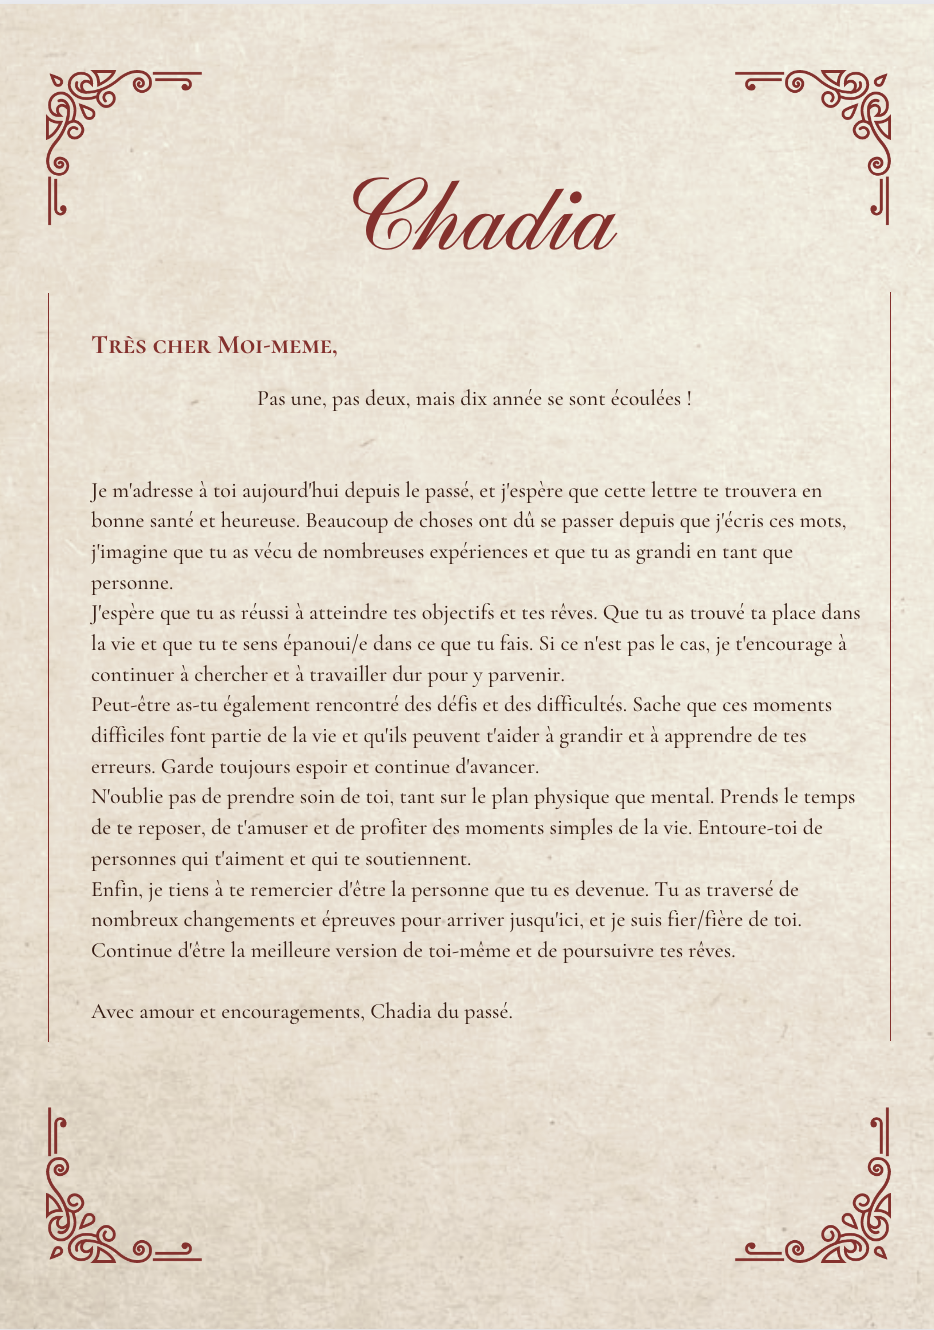 Chadia
Très cher Moi-meme,
Pas une, pas deux, mais dix année se sont écoulées !
Je m'adresse à toi aujourd'hui depuis le passé, et j'espère que cette lettre te trouvera en
bonne santé et heureuse. Beaucoup de choses ont dû se passer depuis que j'écris ces mots,
j'imagine que tu as vécu de nombreuses expériences et que tu as grandi en tant que
personne.
J'espère que tu as réussi à atteindre tes objectifs et tes rêves. Que tu as trouvé ta place dans
la vie et que tu te sens épanoui/e dans ce que tu fais. Si ce n'est pas le cas, je t'encourage à
continuer à chercher et à travailler dur pour y parvenir.
Peut-être as-tu également rencontré des défis et des difficultés. Sache que ces moments
difficiles font partie de la vie et qu'ils peuvent t'aider à grandir et à apprendre de tes
erreurs. Garde toujours espoir et continue d'avancer.
N'oublie pas de prendre soin de toi, tant sur le plan physique que mental. Prends le temps
de te reposer, de t'amuser et de profiter des moments simples de la vie. Entoure-toi de
personnes qui t'aiment et qui te soutiennent.
Enfin, je tiens à te remercier d'être la personne que tu es devenue. Tu as traversé de
nombreux changements et épreuves pour arriver jusqu'ici, et je suis fier/fière de toi.
Continue d'être la meilleure version de toi-même et de poursuivre tes rêves.
Avec amour et encouragements, Chadia du passé.